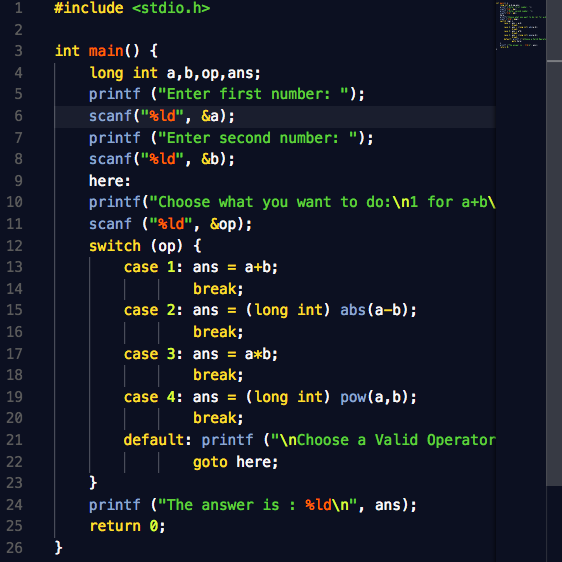 1 #include <stdio.h>
2
3 int main() {
4     long int a,b,op,ans;
5     printf ("Enter first number: ");
6     scanf("%ld", &a);
7     printf ("Enter second number: ");
8     scanf("%ld", &b);
9     here:
10     printf("Choose what you want to do:\n1 for a+b\
11     scanf ("%ld", &op);
12     switch (op) {
13         case 1: ans = a+b;
14                 break;
15         case 2: ans = (long int) abs(a-b);
16                 break;
17         case 3: ans = a*b;
18                 break;
19         case 4: ans = (long int) pow(a,b);
20                 break;
21         default: printf ("\nChoose a Valid Operator
22                 goto here;
23     }
24     printf ("The answer is : %ld\n", ans);
25     return 0;
26 }